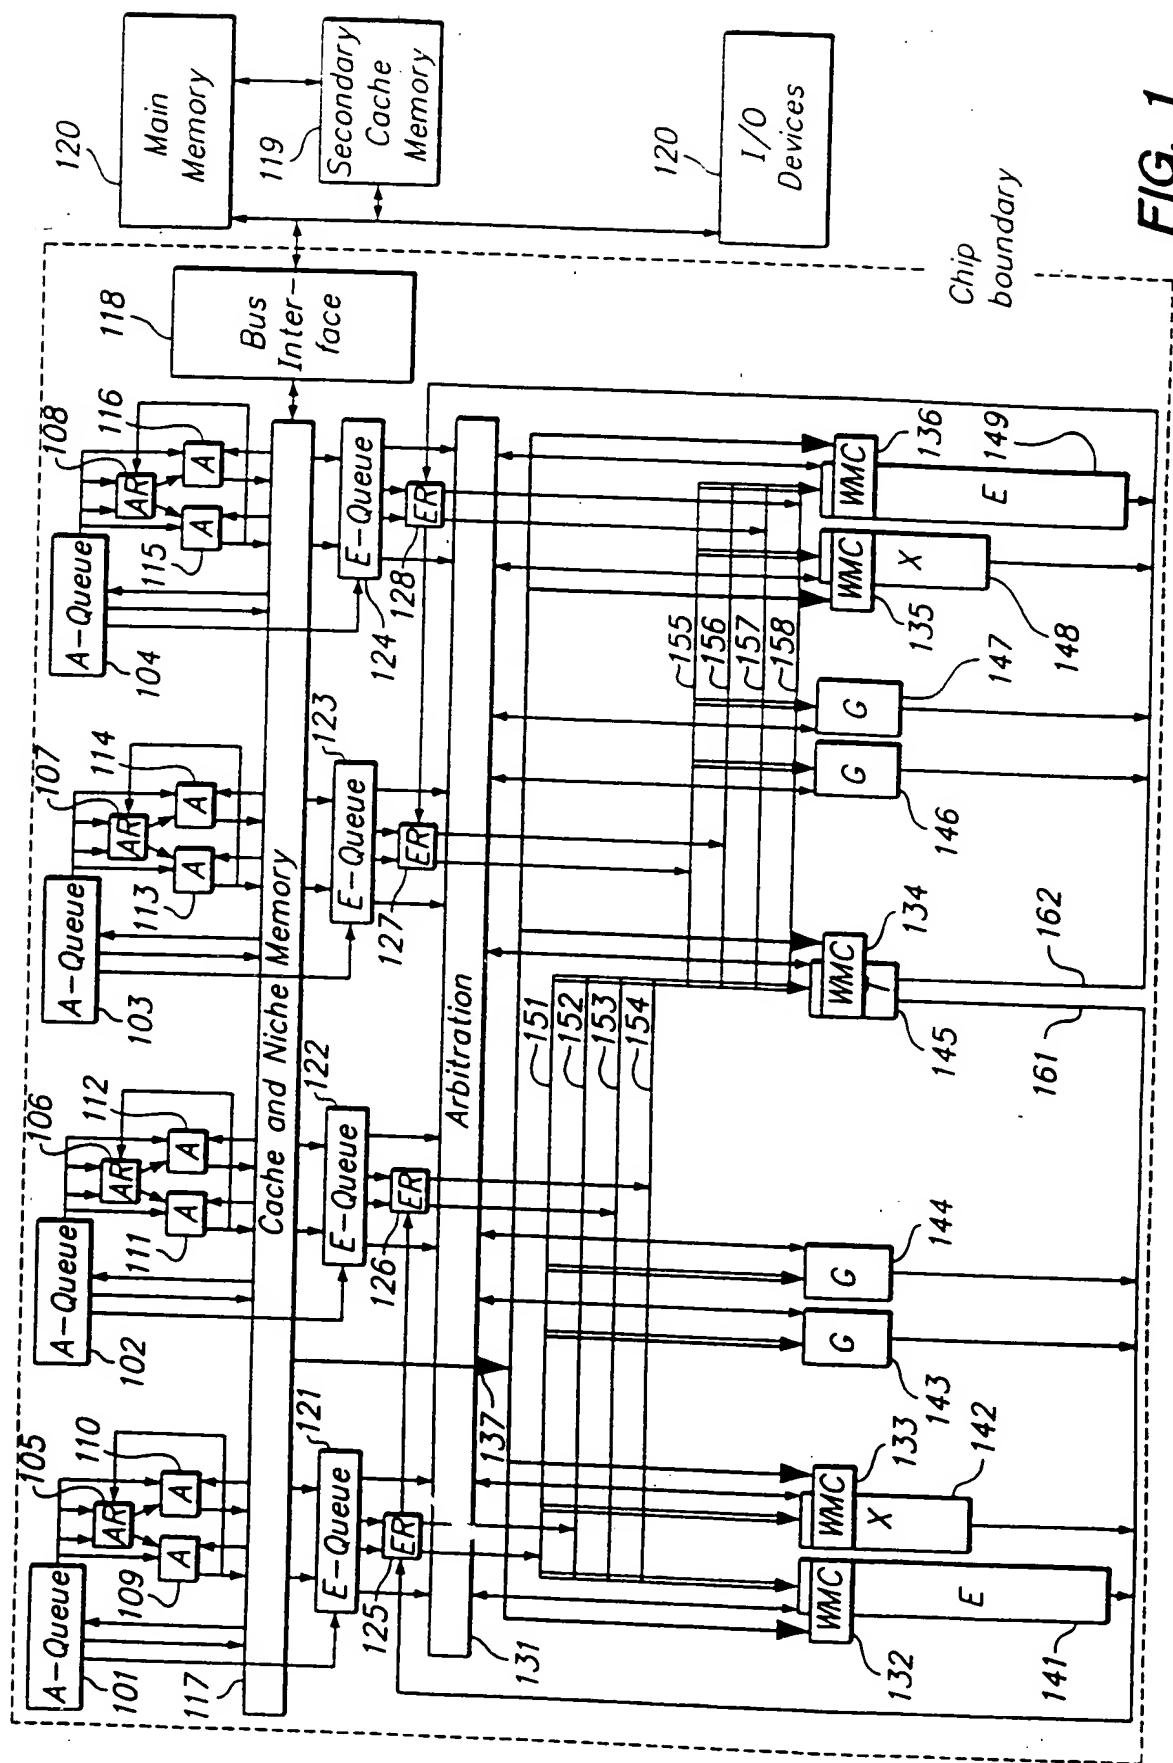 120
Main
Memory
119
Secondary
Cache
Memory
120
I/O
Devices
118
Bus
Inter-
face
Chip
boundary
101
A-Queue
105
AR
109
A
110
A
102
A-Queue
106
AR
111
A
112
A
103
A-Queue
107
AR
113
A
114
A
104
A-Queue
108
AR
115
A
116
A
117
Cache and Niche Memory
121
E-Queue
122
E-Queue
123
E-Queue
124
E-Queue
125
ER
126
ER
127
ER
128
ER
131
Arbitration
137
151
152
153
154
155
156
157
158
WMC
132
E
141
WMC
133
X
142
G
143
G
144
WMC
134
T
145
G
146
G
147
WMC
135
X
148
WMC
136
E
149
161
162
FIG. 1